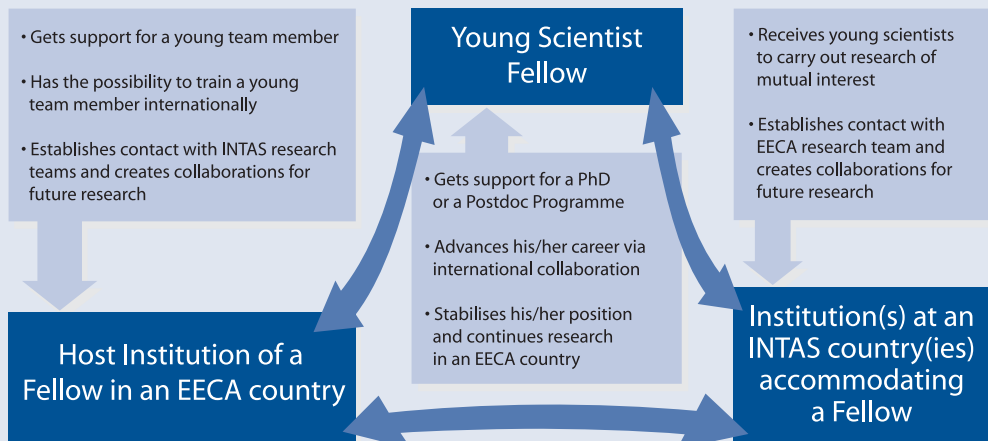 • Gets support for a young team member
• Has the possibility to train a young
team member internationally
• Establishes contact with INTAS research
teams and creates collaborations for
future research
Young Scientist
Fellow
• Receives young scientists
to carry out research of
mutual interest
• Establishes contact with
EECA research team and
creates collaborations for
future research
• Gets support for a PhD
or a Postdoc Programme
• Advances his/her career via
international collaboration
• Stabilises his/her position
and continues research
in an EECA country
Host Institution of a
Fellow in an EECA country
Institution(s) at an
INTAS country(ies)
accommodating
a Fellow